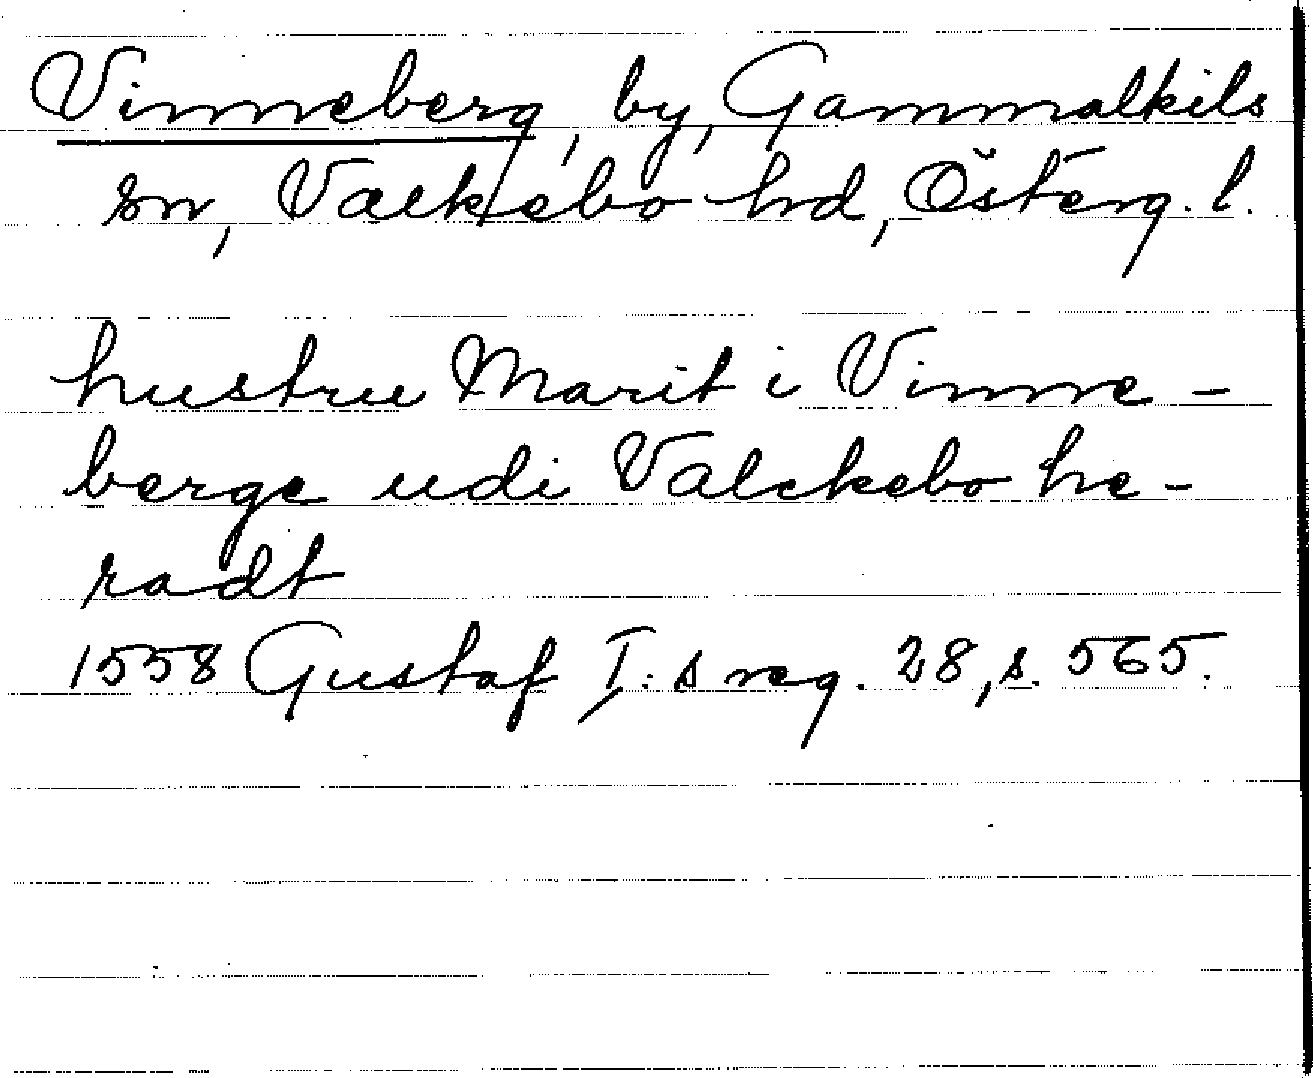 Vinneberg, by, Gammalkils
sn, Valkebo hd, Österg. l.
hustru Marit i Vinne-
berge udi Valckebo he-
radt
1558 Gustaf I:s reg. 28, s. 565.